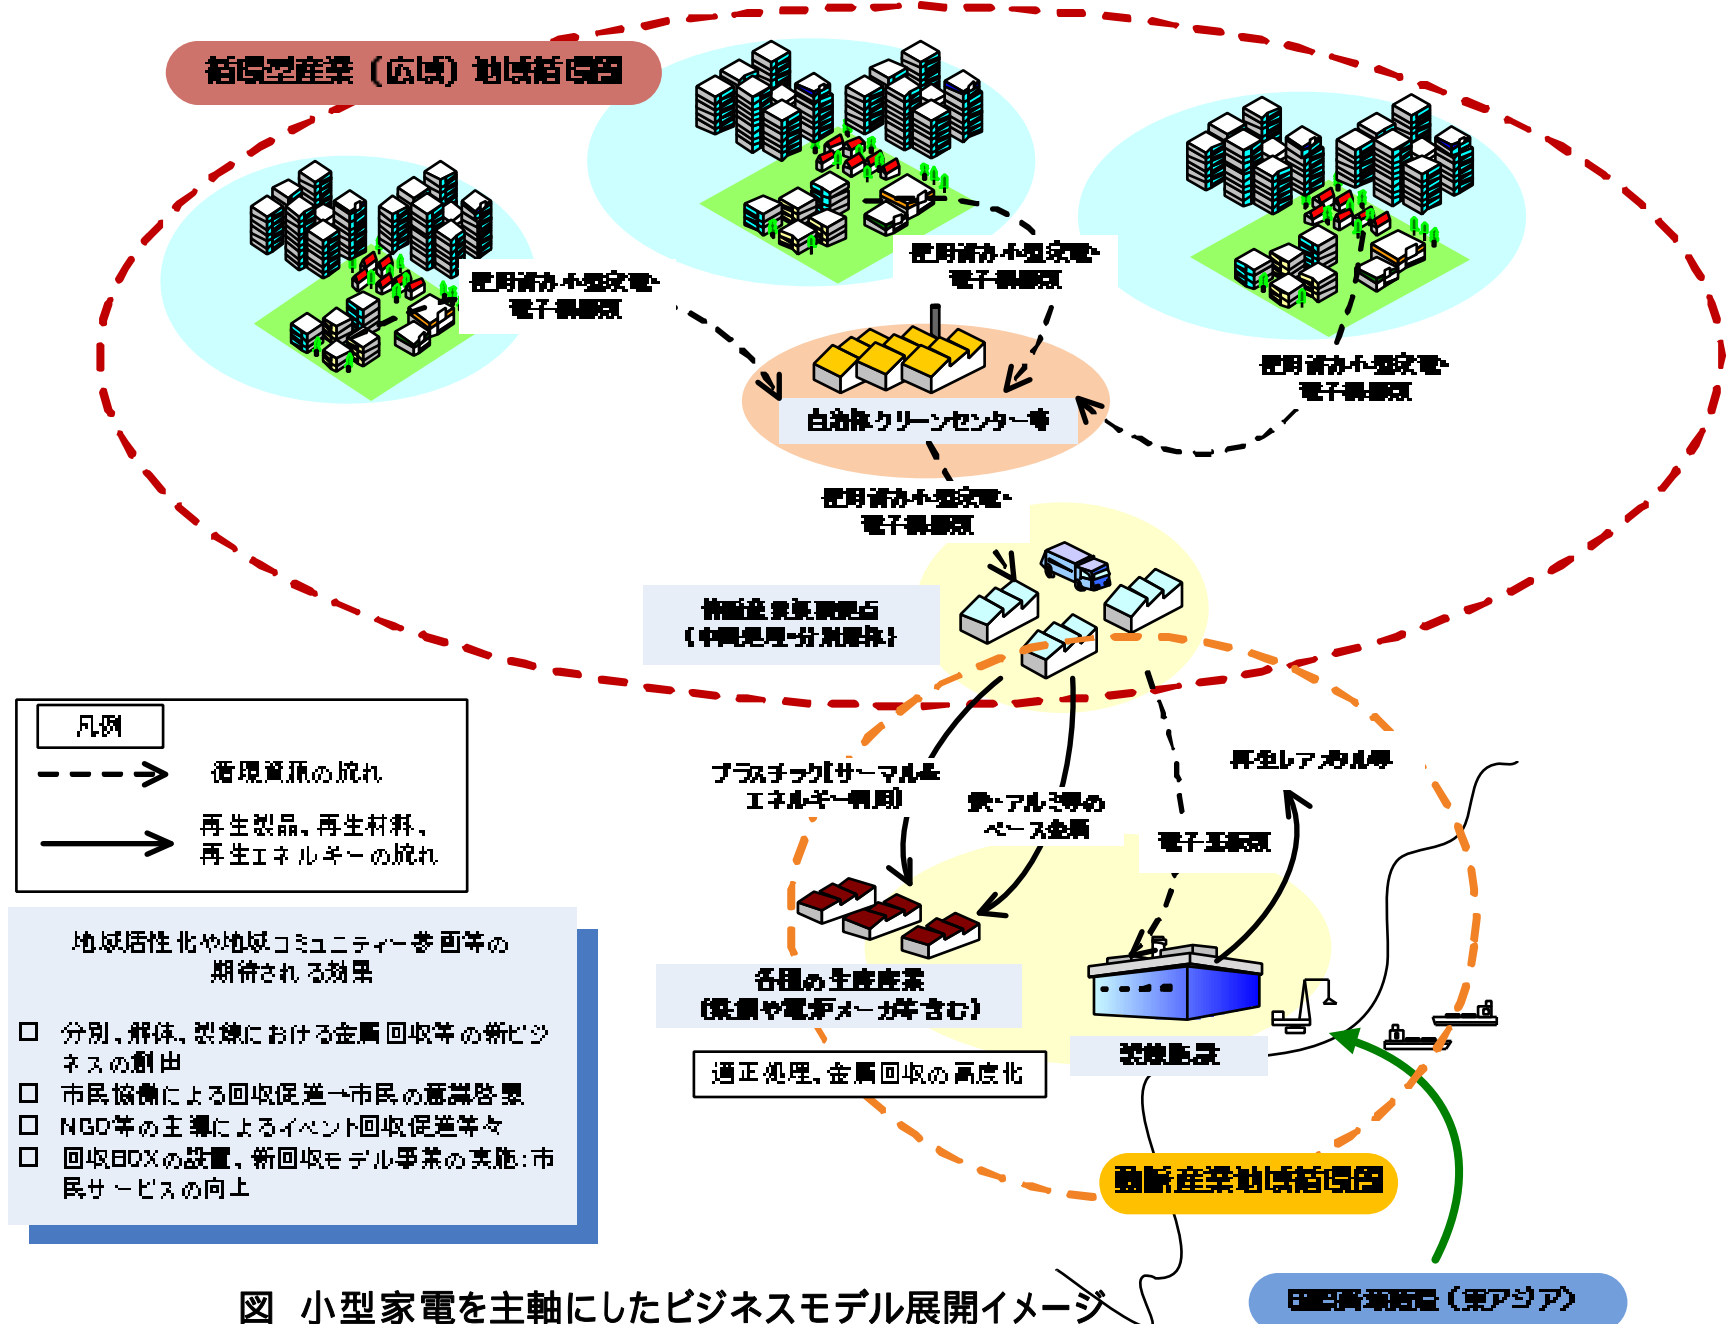 循環型産業（広域）地域循環圏
使用済み小型家電・
電子機器類
使用済み小型家電・
電子機器類
使用済み小型家電・
電子機器類
自治体クリーンセンター等
使用済み小型家電・
電子機器類
（中間処理・分別解体）
凡例
循環資源の流れ
再生製品、再生材料、
再生エネルギーの流れ
プラスチック[サーマル&
エネルギー利用]
鉄・アルミ等の
ベース金属
再生レアメタル等
電子基板類
地域活性化や地域コミュニティー参画等の
期待される効果
□ 分別、解体、製錬における金属回収等の新ビジ
ネスの創出
□ 市民協働による回収促進→市民の意識啓発
□ NGO等の主導によるイベント回収促進等々
□ 回収BOXの設置、新回収モデル事業の実施：市
民サービスの向上
各種の生産産業
（鉄鋼や電炉メーカ等含む）
製錬施設
適正処理、金属回収の高度化
動脈産業地域循環圏
国際資源循環（東アジア）
図　小型家電を主軸にしたビジネスモデル展開イメージ